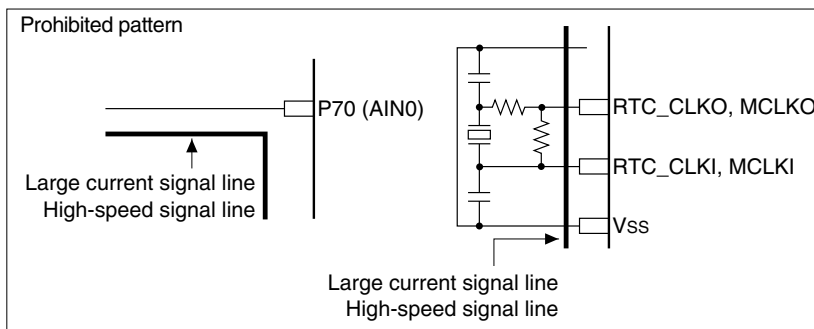 Prohibited pattern
P70 (AIN0)
Large current signal line
High-speed signal line
RTC_CLKO, MCLKO
RTC_CLKI, MCLKI
Vss
Large current signal line
High-speed signal line